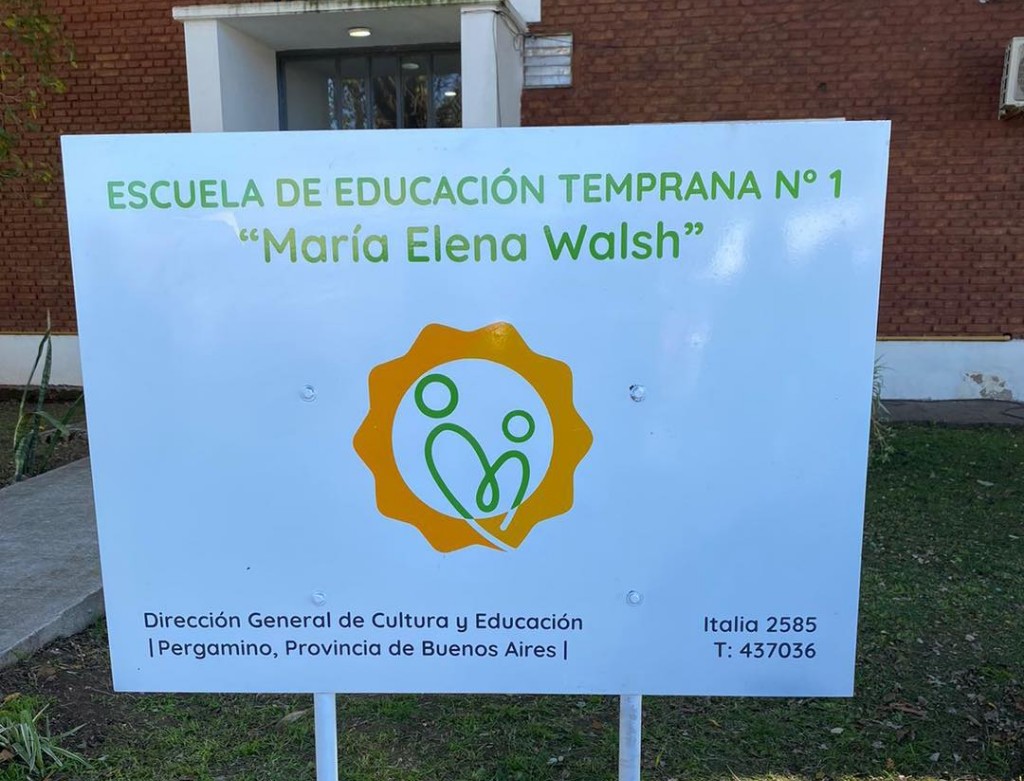 ESCUELA DE EDUCACIÓN TEMPRANA Nº 1
“María Elena Walsh”
Dirección General de Cultura y Educación
|Pergamino, Provincia de Buenos Aires|
Italia 2585
T: 437036